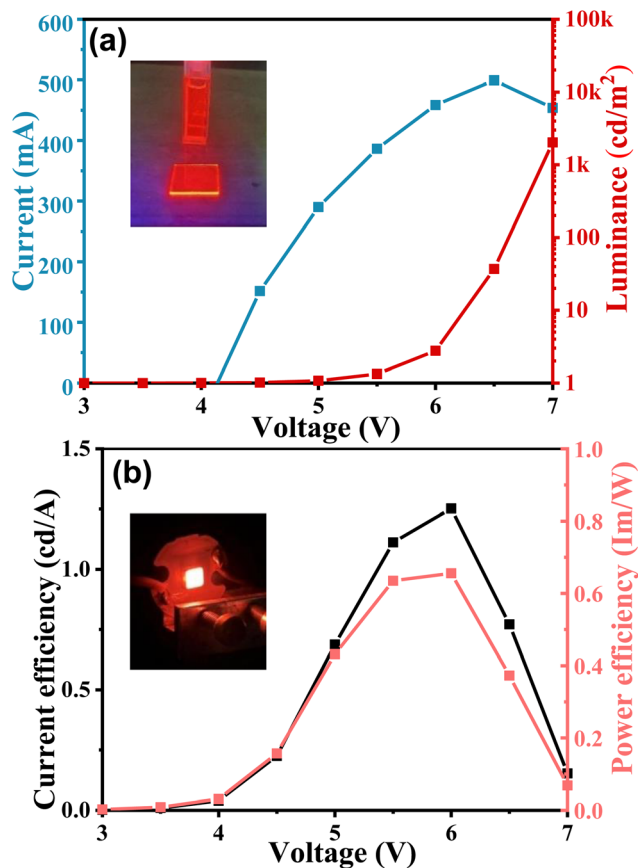 (a)
600
500
400
300
200
100
0
Current (mA)
100k
10k
1k
100
10
1
Luminance (cd/m²)
3 4 5 6 7
Voltage (V)
(b)
1.5
1.0
0.5
0.0
Current efficiency (cd/A)
1.0
0.8
0.6
0.4
0.2
0.0
Power efficiency (Im/W)
3 4 5 6 7
Voltage (V)